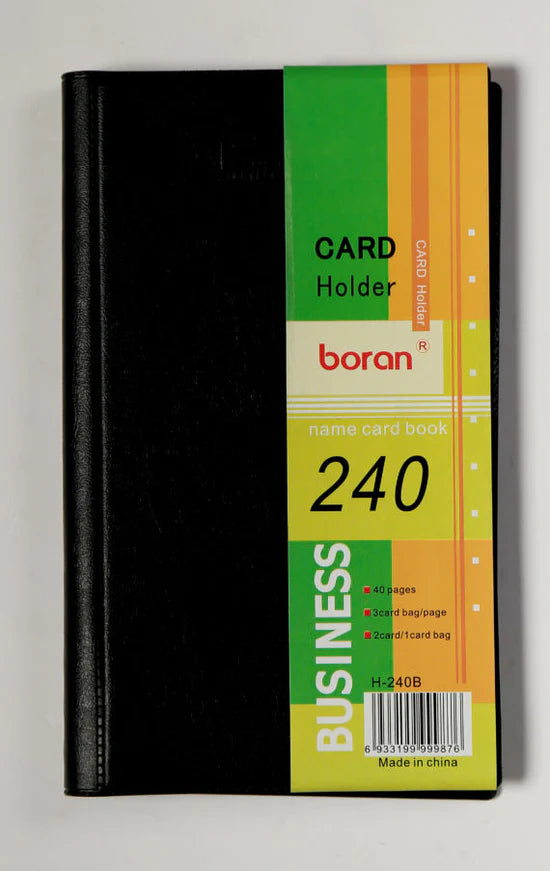 CARD
Holder
CARD Holder
boran®
name card book
240
BUSINESS
40 pages
3card bag/page
2card/1card bag
H-240B
6 933199 999876
Made in china